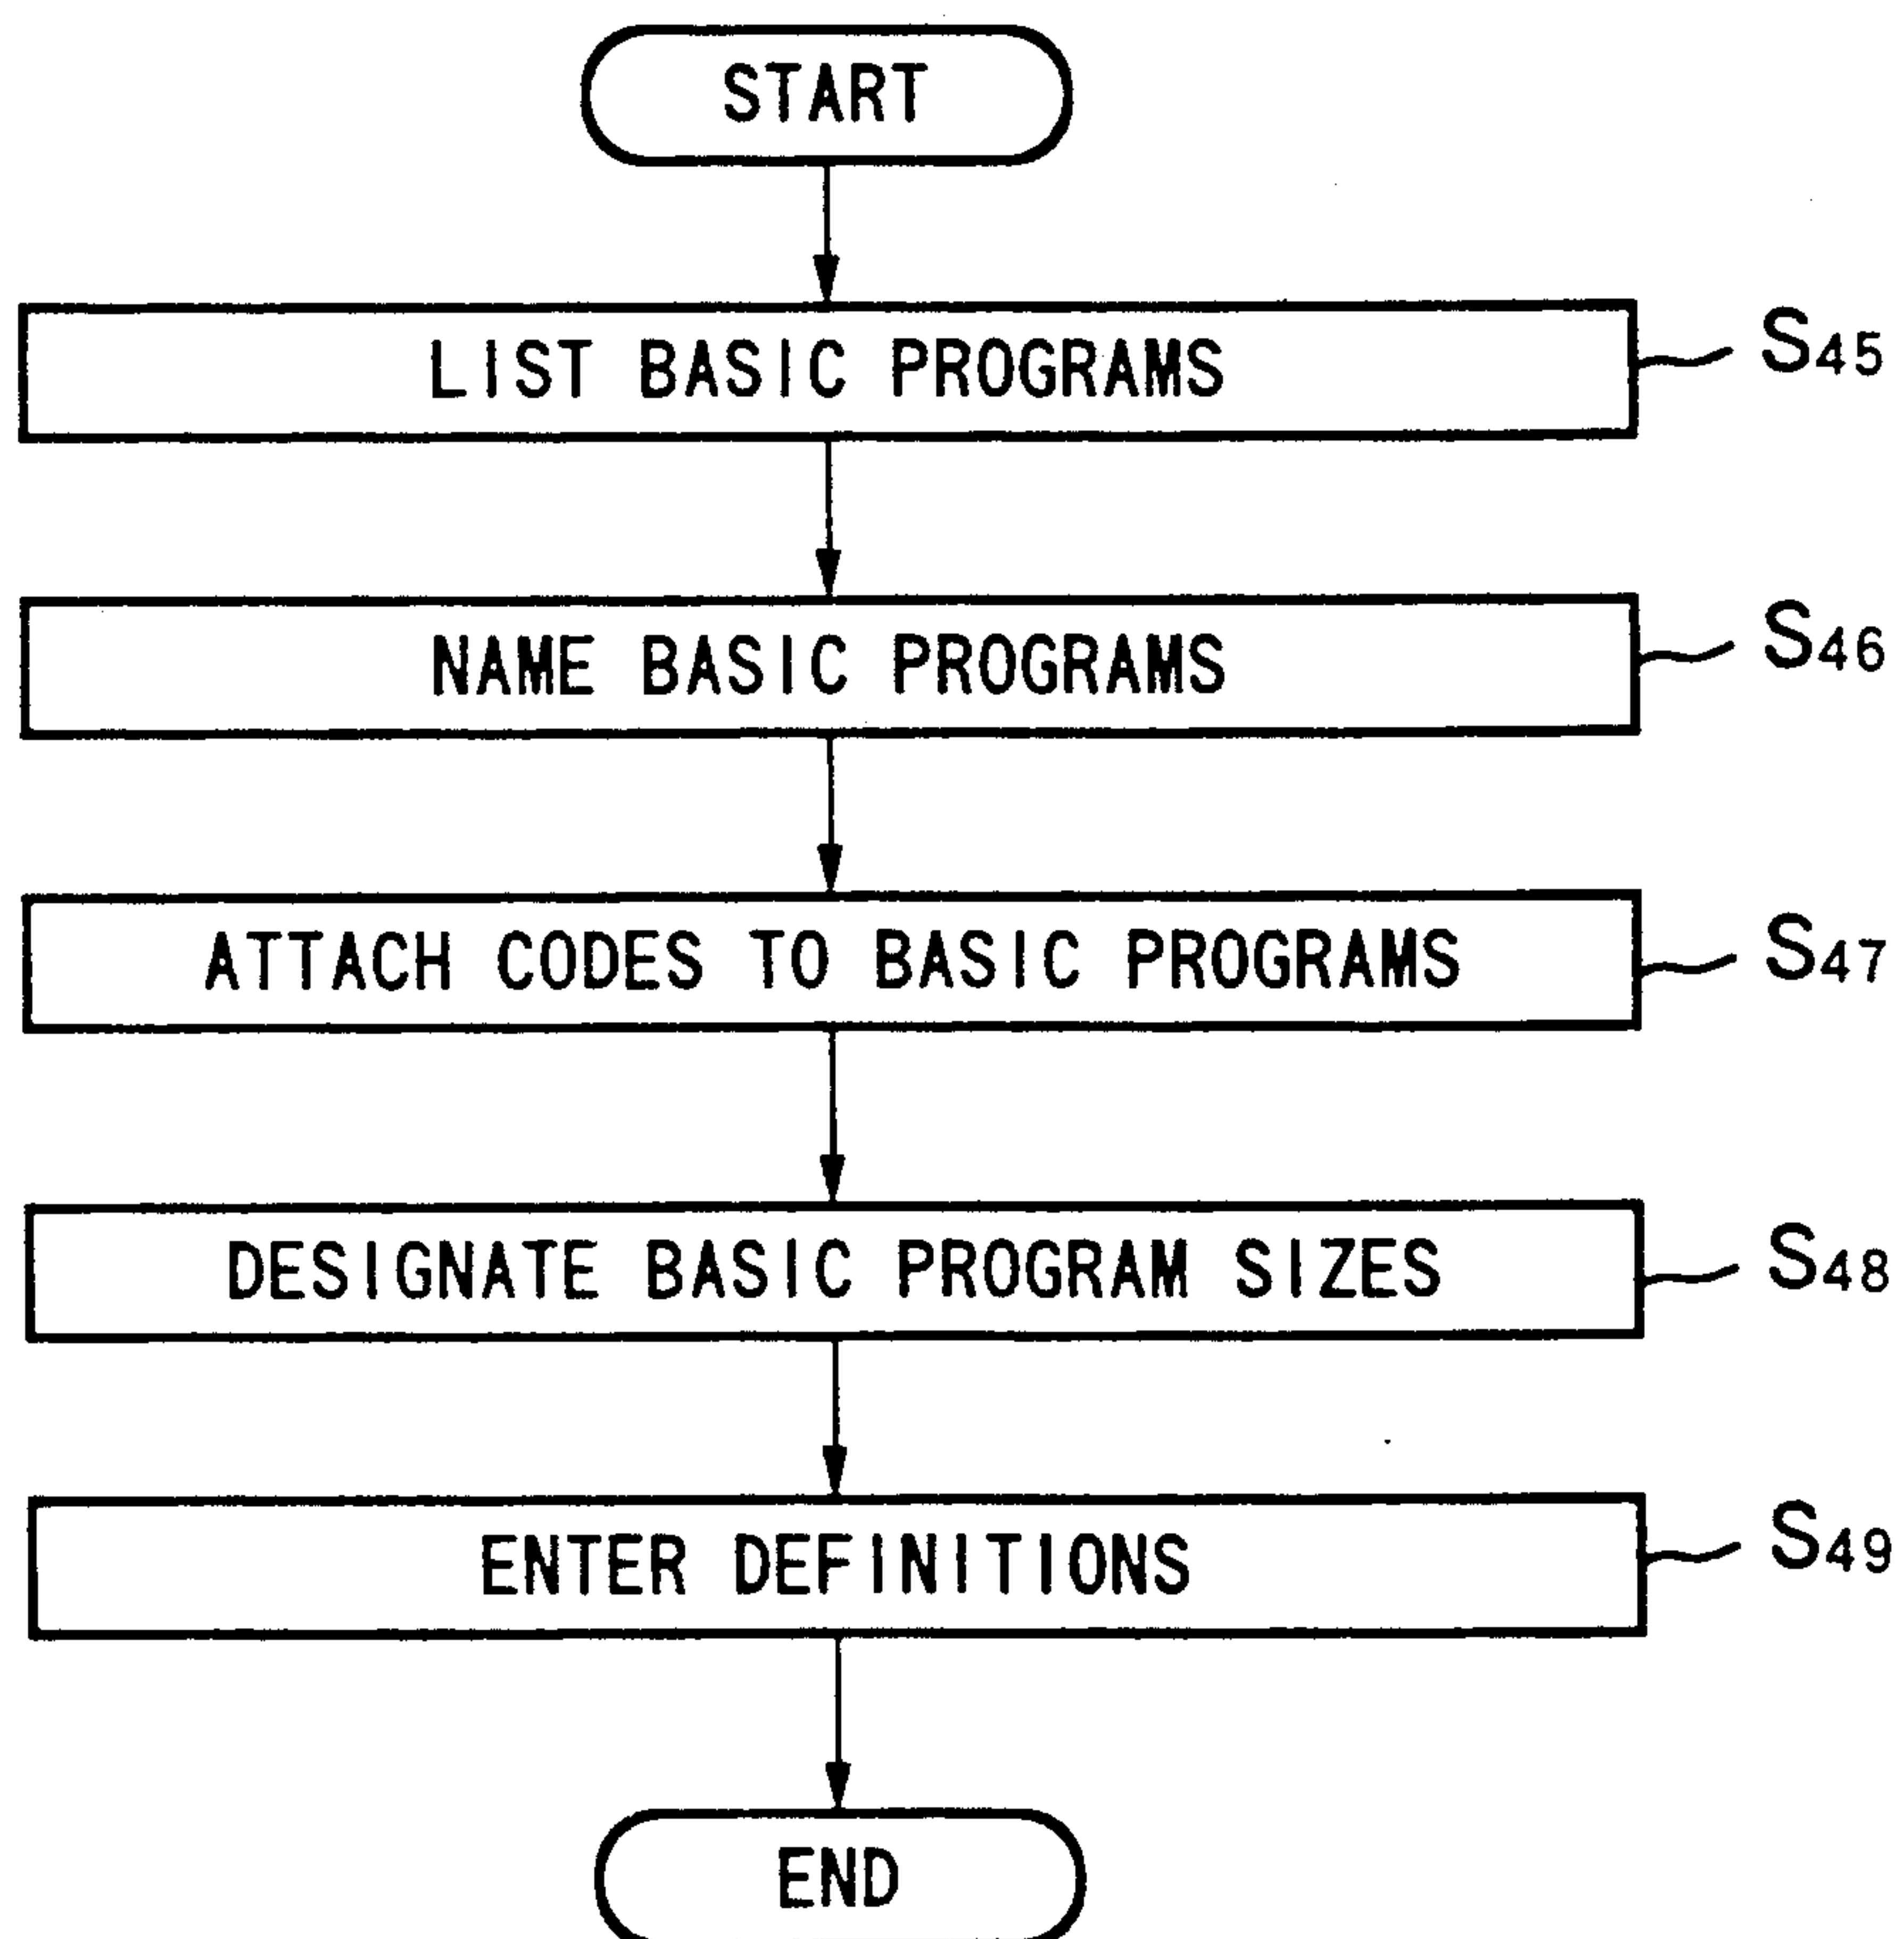 START
LIST BASIC PROGRAMS S45
NAME BASIC PROGRAMS S46
ATTACH CODES TO BASIC PROGRAMS S47
DESIGNATE BASIC PROGRAM SIZES S48
ENTER DEFINITIONS S49
END